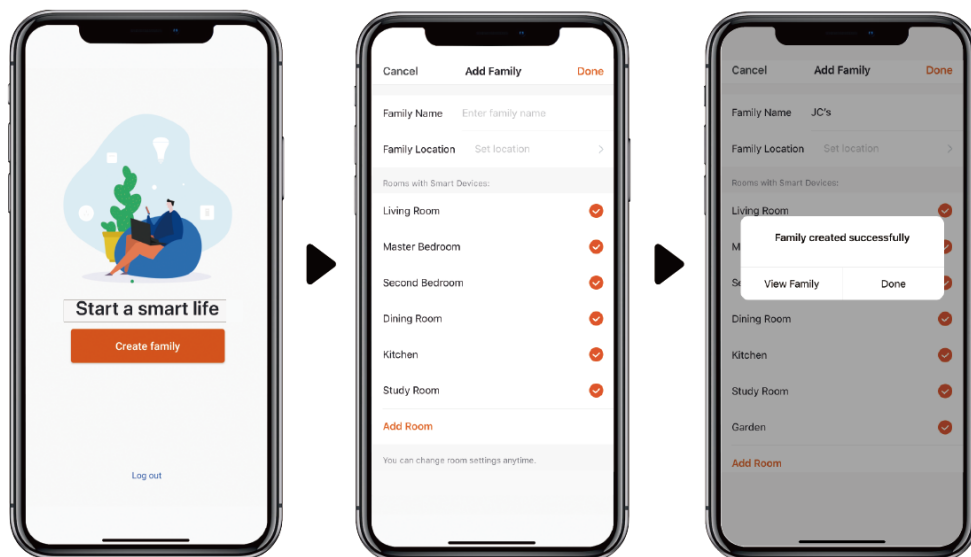 Start a smart life
Create family
Log out
Cancel Add Family Done
Family Name Enter family name
Family Location Set location
Rooms with Smart Devices:
Living Room
Master Bedroom
Second Bedroom
Dining Room
Kitchen
Study Room
Add Room
You can change room settings anytime.
Cancel Add Family Done
Family Name JC's
Family Location Set location
Rooms with Smart Devices:
Living Room
Family created successfully
M
Se
View Family Done
Dining Room
Kitchen
Study Room
Garden
Add Room